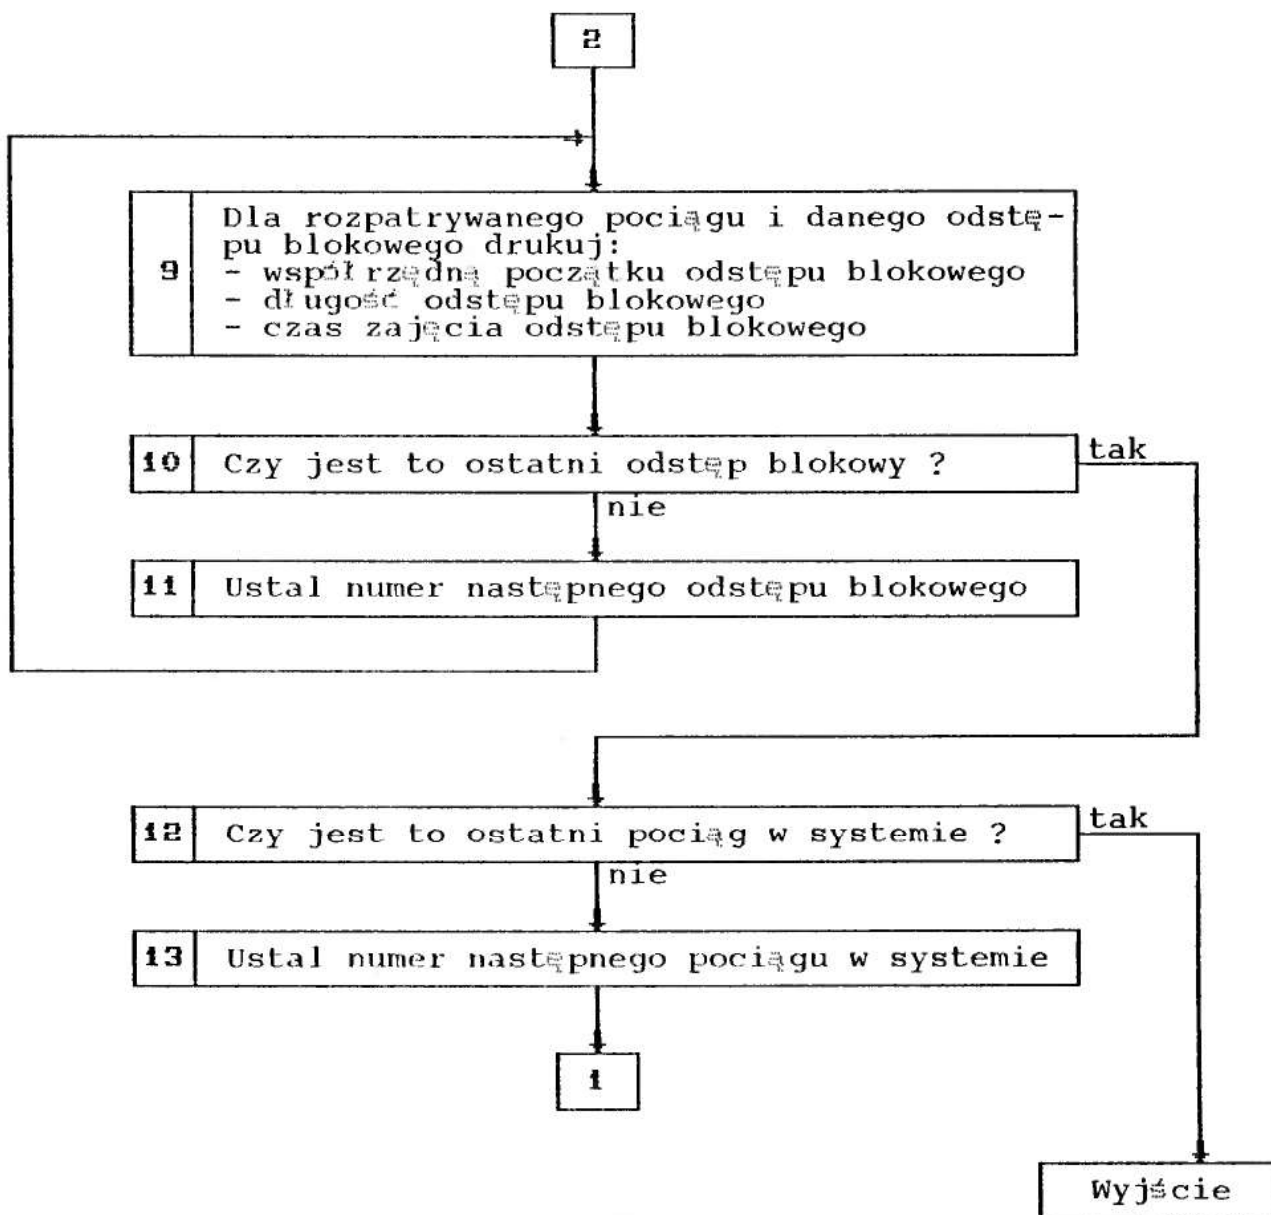 2
Dla rozpatrywanego pociągu i danego odstę-
pu blokowego drukuj:
9
- współrzędną początku odstępu blokowego
- długość odstępu blokowego
- czas zajęcia odstępu blokowego
10 Czy jest to ostatni odstęp blokowy ?
tak
nie
11 Ustal numer następnego odstępu blokowego
12 Czy jest to ostatni pociąg w systemie ?
tak
nie
13 Ustal numer następnego pociągu w systemie
1
Wyjście